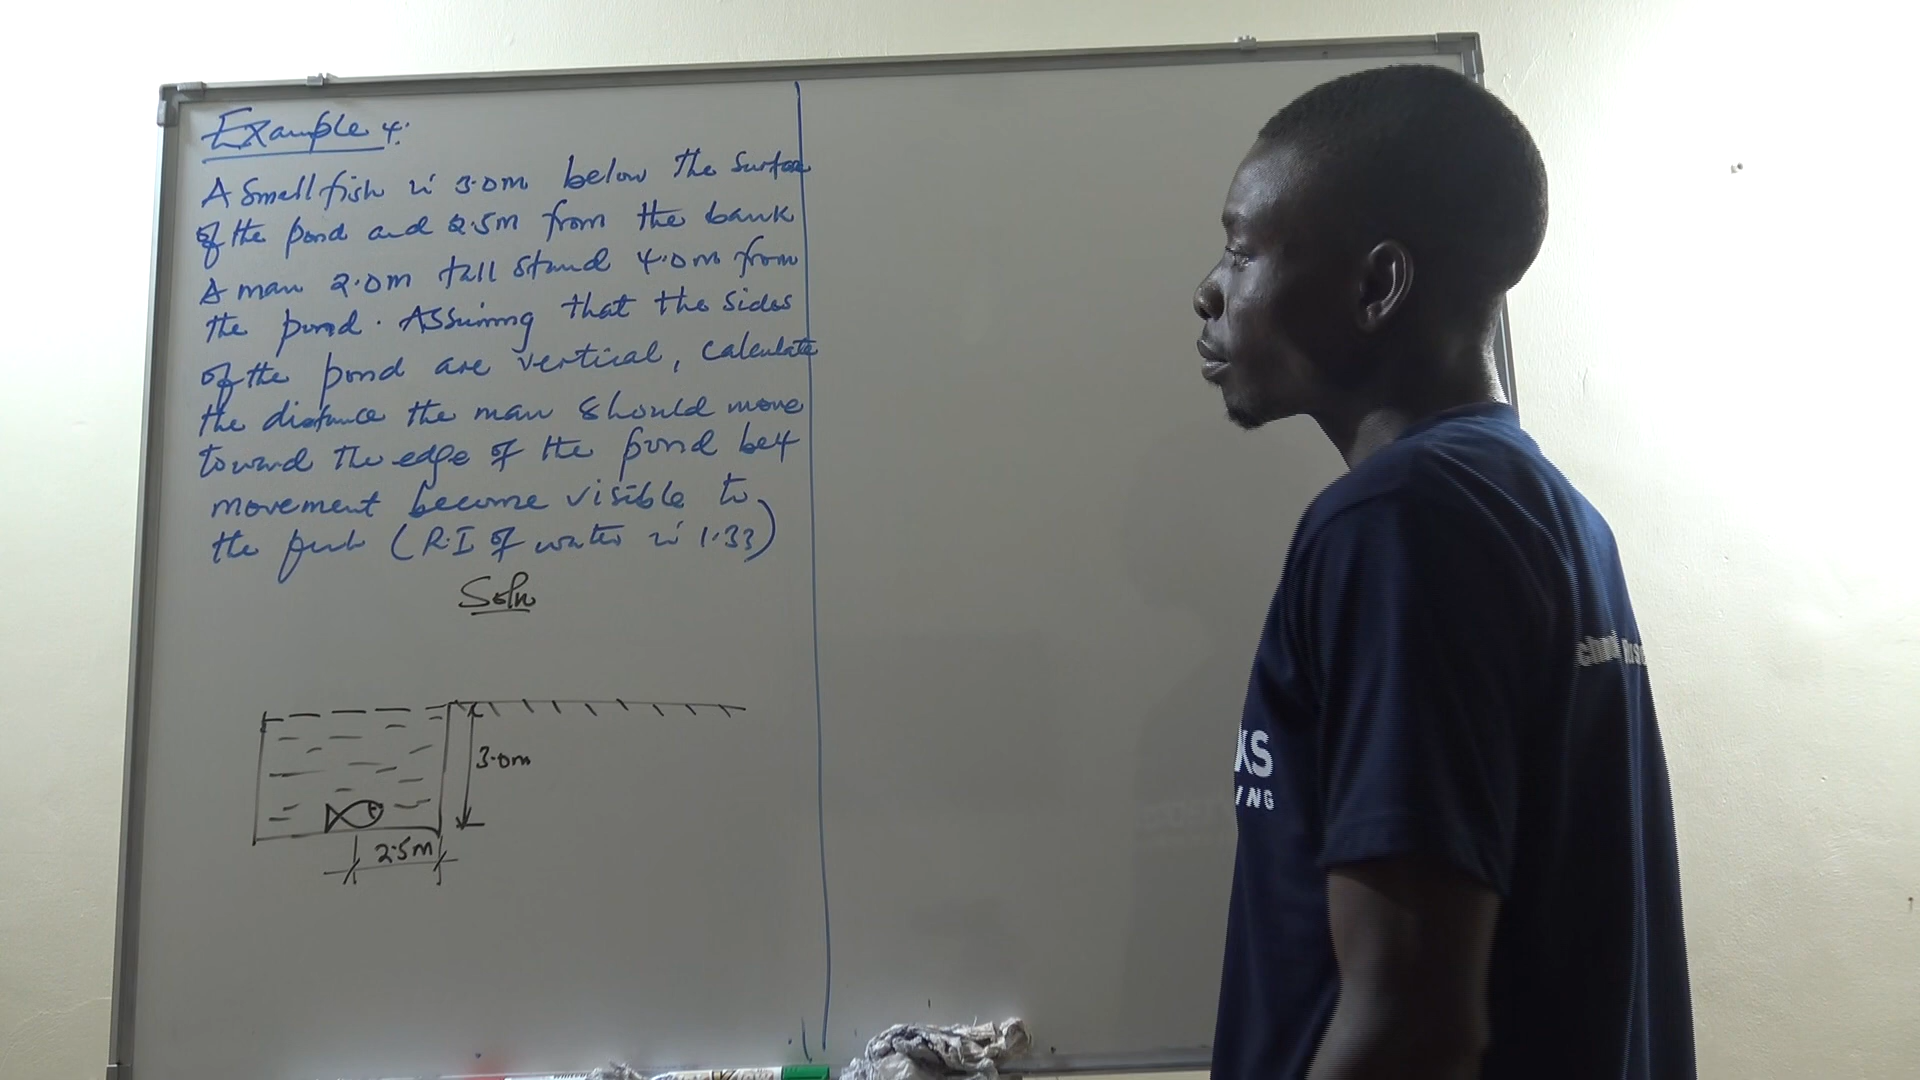 Example 4.
A small fish is 3.0m below the surface
of the pond and 2.5m from the bank
A man 2.0m tall stand 4.0m from
the pond. Assuming that the sides
of the pond are vertical, calculate
the distance the man should move
toward the edge of the pond bef
movement become visible to
the fish (R.I of water is 1.33)
Soln
3.0m
2.5m
KS
ING